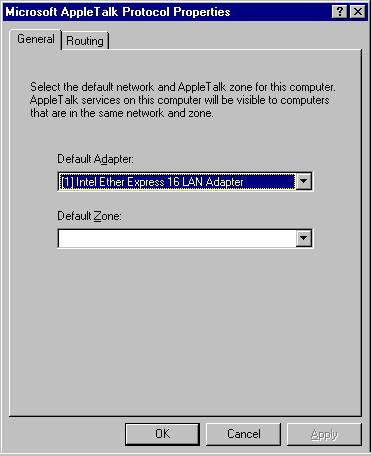 Microsoft AppleTalk Protocol Properties
General
Routing
Select the default network and AppleTalk zone for this computer.
AppleTalk services on this computer will be visible to computers
that are in the same network and zone.
Default Adapter:
[1] Intel Ether Express 16 LAN Adapter
Default Zone:
OK
Cancel
Apply